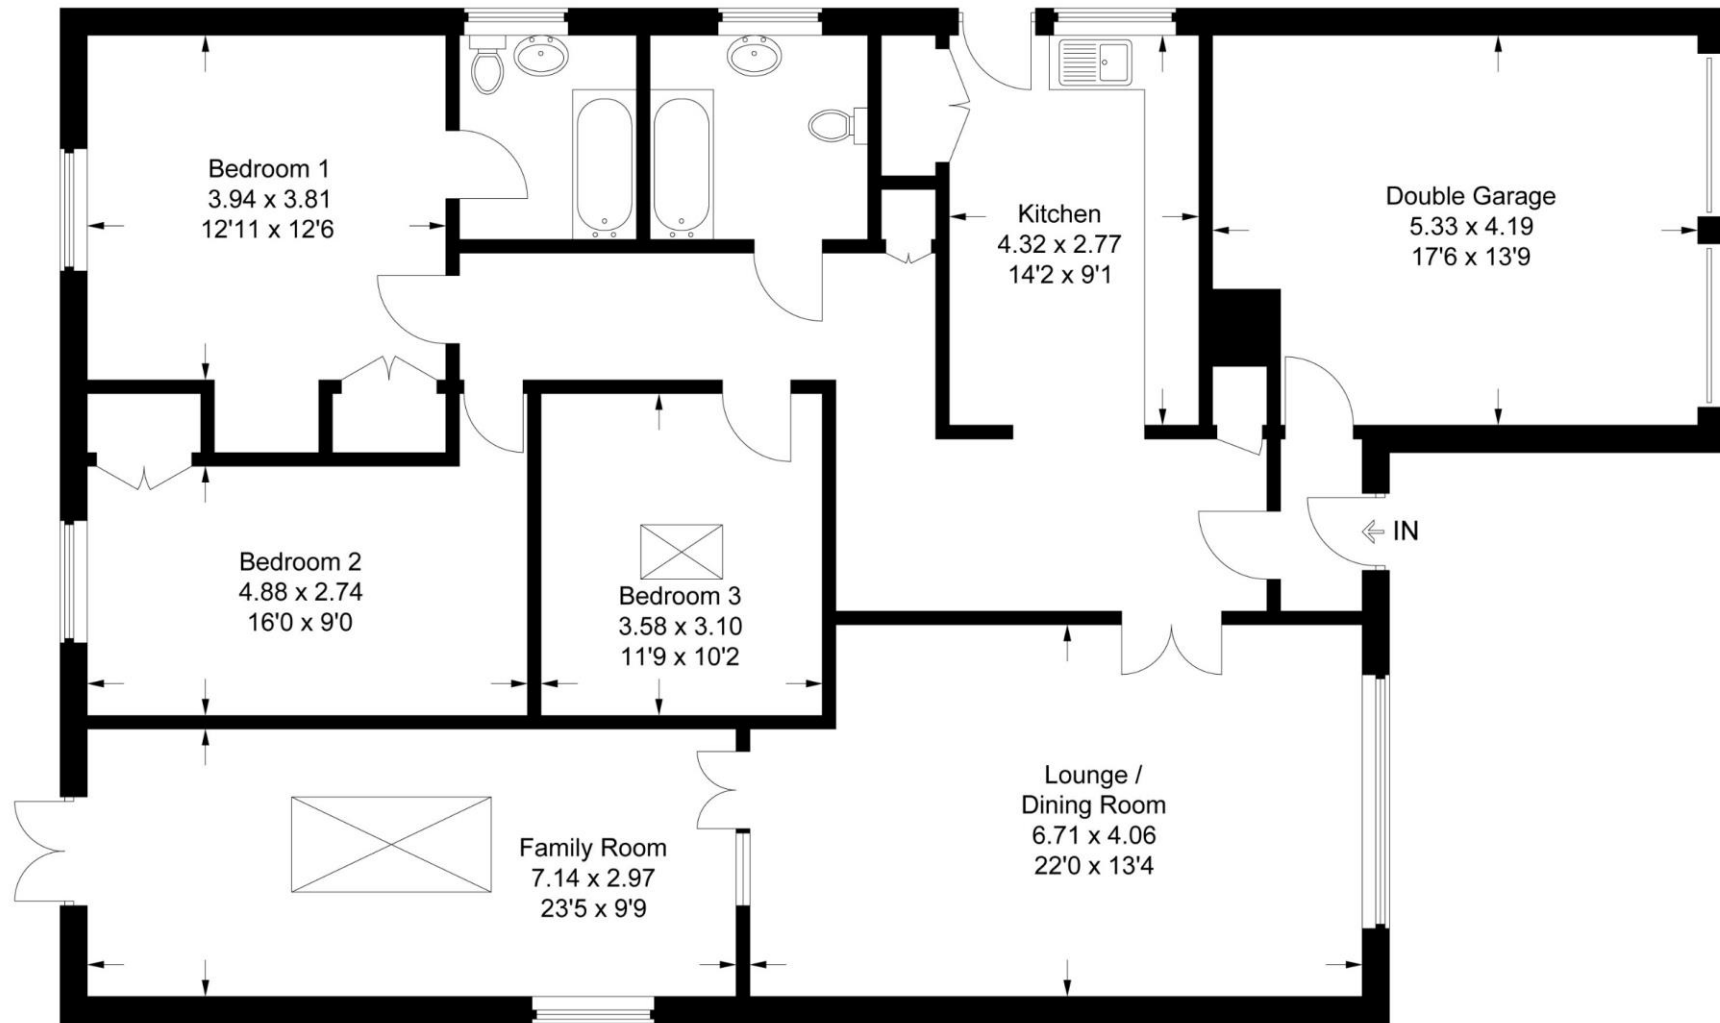 Bedroom 1
3.94 x 3.81
12'11 x 12'6
Kitchen
4.32 x 2.77
14'2 x 9'1
Double Garage
5.33 x 4.19
17'6 x 13'9
IN
Bedroom 2
4.88 x 2.74
16'0 x 9'0
Bedroom 3
3.58 x 3.10
11'9 x 10'2
Lounge /
Dining Room
6.71 x 4.06
22'0 x 13'4
Family Room
7.14 x 2.97
23'5 x 9'9